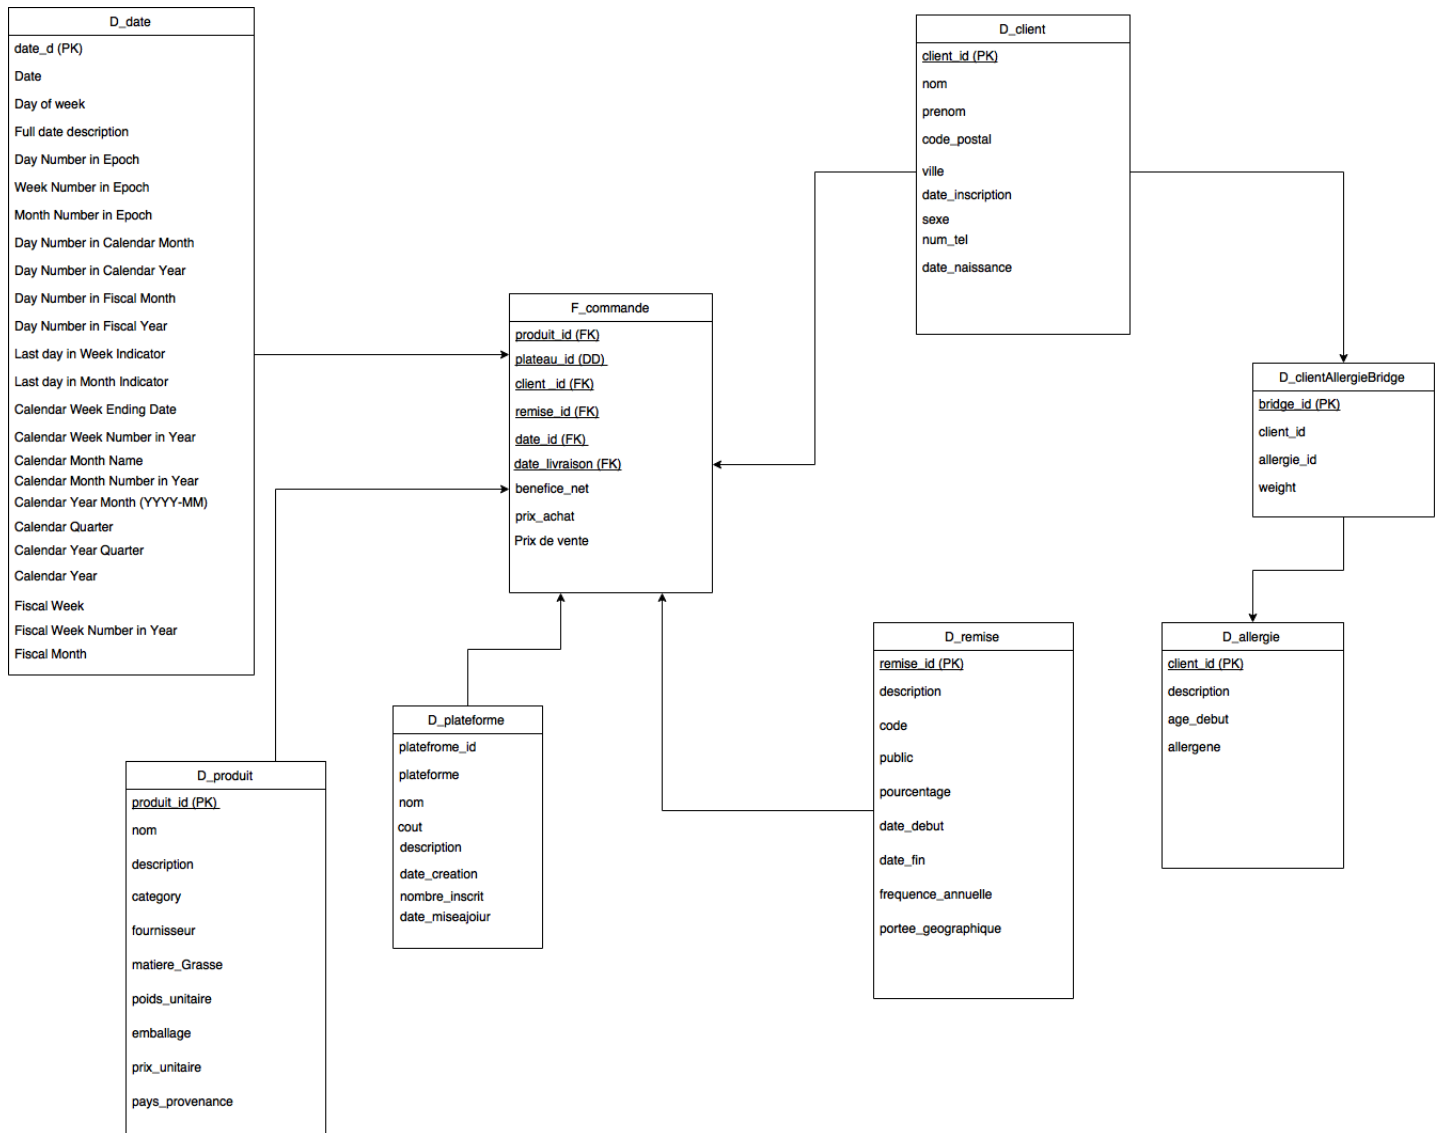 D_date
date_d (PK)
Date
Day of week
Full date description
Day Number in Epoch
Week Number in Epoch
Month Number in Epoch
Day Number in Calendar Month
Day Number in Calendar Year
Day Number in Fiscal Month
Day Number in Fiscal Year
Last day in Week Indicator
Last day in Month Indicator
Calendar Week Ending Date
Calendar Week Number in Year
Calendar Month Name
Calendar Month Number in Year
Calendar Year Month (YYYY-MM)
Calendar Quarter
Calendar Year Quarter
Calendar Year
Fiscal Week
Fiscal Week Number in Year
Fiscal Month
D_client
client_id (PK)
nom
prenom
code_postal
ville
date_inscription
sexe
num_tel
date_naissance
F_commande
produit_id (FK)
plateau_id (DD)
client _id (FK)
remise_id (FK)
date_id (FK)
date_livraison (FK)
benefice_net
prix_achat
Prix de vente
D_clientAllergieBridge
bridge_id (PK)
client_id
allergie_id
weight
D_allergie
client_id (PK)
description
age_debut
allergene
D_remise
remise_id (PK)
description
code
public
pourcentage
date_debut
date_fin
frequence_annuelle
portee_geographique
D_plateforme
platefrome_id
plateforme
nom
cout
description
date_creation
nombre_inscrit
date_miseajoiur
D_produit
produit_id (PK)
nom
description
category
fournisseur
matiere_Grasse
poids_unitaire
emballage
prix_unitaire
pays_provenance